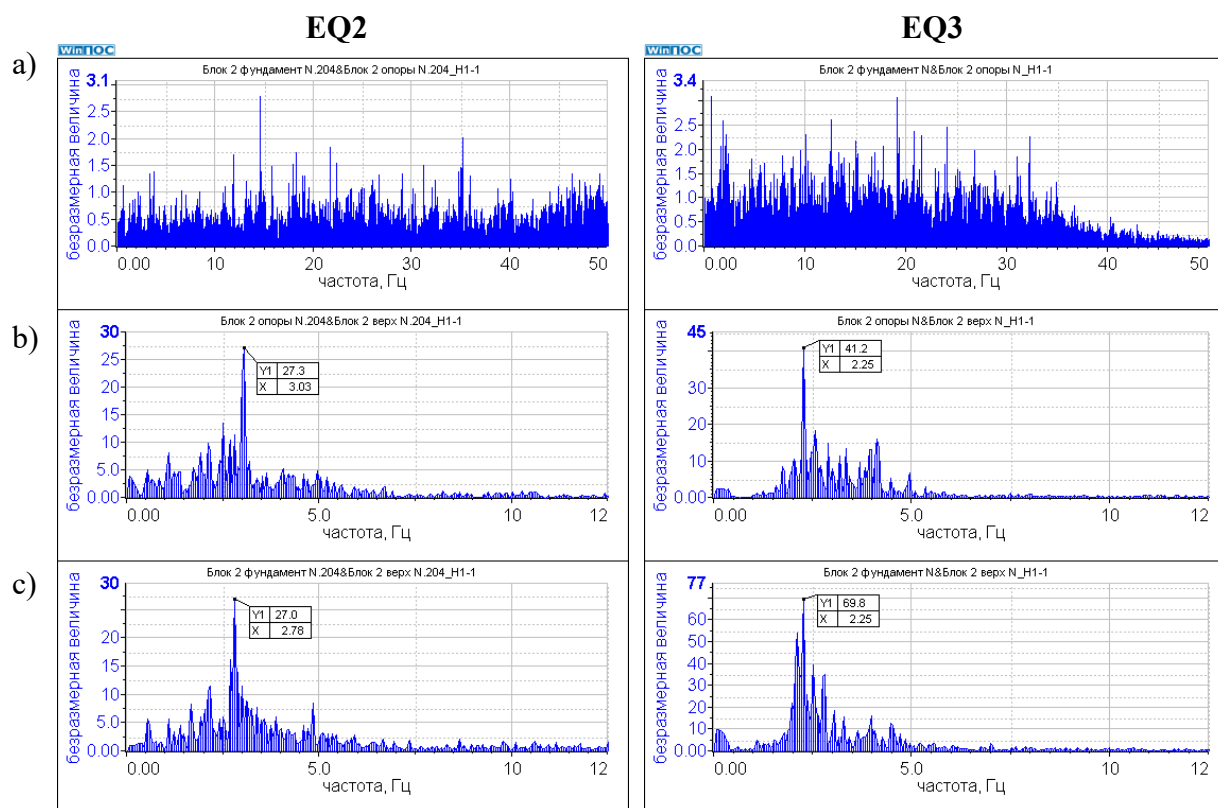 EQ2
EQ3
a)
WinПОС
Блок 2 фундамент N.204&Блок 2 опоры N.204_H1-1
безразмерная величина
3.1
2.5
2.0
1.5
1.0
0.5
0.0
0.00 10 20 30 40 50
частота, Гц
WinПОС
Блок 2 фундамент N&Блок 2 опоры N_H1-1
безразмерная величина
3.4
2.5
2.0
1.5
1.0
0.5
0.0
0.00 10 20 30 40 50
частота, Гц
b)
Блок 2 опоры N.204&Блок 2 верх N.204_H1-1
безразмерная величина
30
25
20
15
10
5.0
0.00
Y1 27.3
X 3.03
0.00 5.0 10 12
частота, Гц
Блок 2 опоры N&Блок 2 верх N_H1-1
безразмерная величина
45
30
20
10
0.00
Y1 41.2
X 2.25
0.00 5.0 10 12
частота, Гц
c)
Блок 2 фундамент N.204&Блок 2 верх N.204_H1-1
безразмерная величина
30
20
15
10
5.0
0.00
Y1 27.0
X 2.78
0.00 5.0 10 12
частота, Гц
Блок 2 фундамент N&Блок 2 верх N_H1-1
безразмерная величина
77
60
50
40
30
20
10
0.00
Y1 69.8
X 2.25
0.00 5.0 10 12
частота, Гц